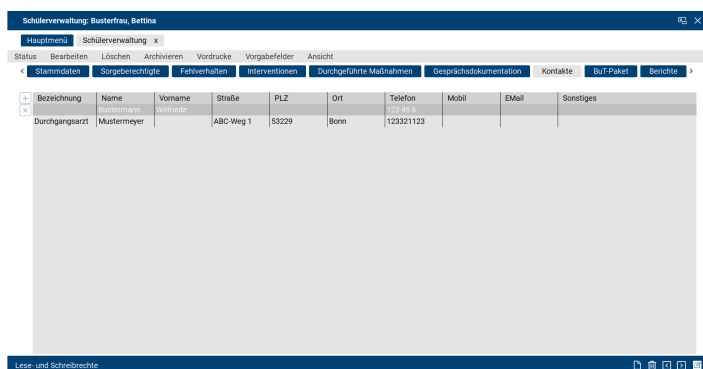 Schülerverwaltung: Busterfrau, Bettina
Hauptmenü Schülerverwaltung x
Status Bearbeiten Löschen Archivieren Vordrucke Vorgabefelder Ansicht
< Stammdaten Sorgeberechtigte Fehlverhalten Interventionen Durchgeführte Maßnahmen Gesprächsdokumentation Kontakte BuT-Paket Berichte >
Bezeichnung Name Vorname Straße PLZ Ort Telefon Mobil EMail Sonstiges
Bustermann Wilfriede 123 45 6
Durchgangsarzt Mustermeyer ABC-Weg 1 53229 Bonn 123321123
Lese- und Schreibrechte